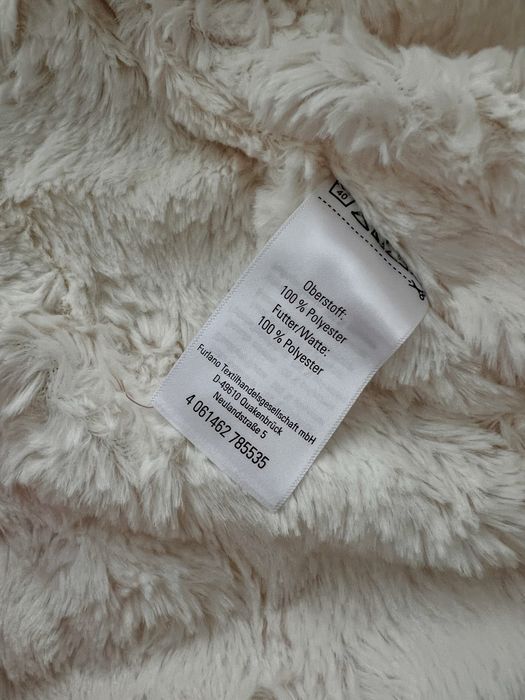 40
Oberstoff:
100 % Polyester
Futter/Watte:
100 % Polyester
Furlano Textilhandelsgesellschaft mbH
D-49610 Quakenbrück
Neulandstraße 5
4 061462 785535